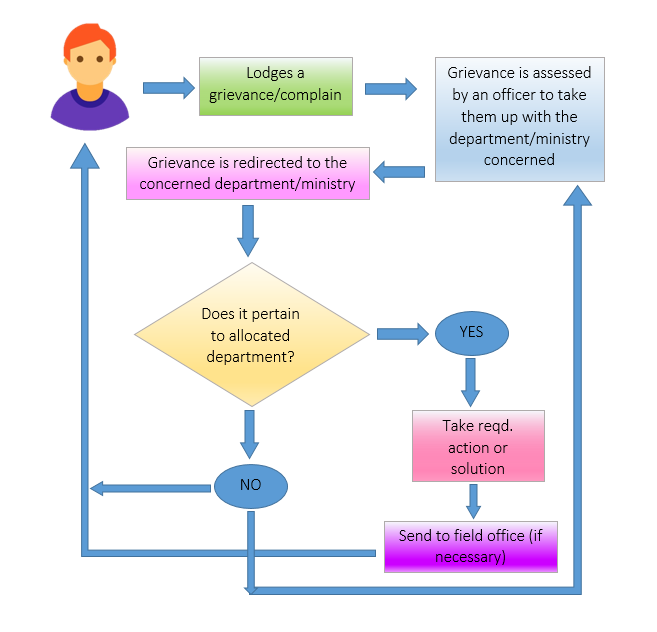 Lodges a
grievance/complain
Grievance is assessed
by an officer to take
them up with the
department/ministry
concerned
Grievance is redirected to the
concerned department/ministry
Does it pertain
to allocated
department?
YES
Take reqd.
action or
solution
NO
Send to field office (if
necessary)